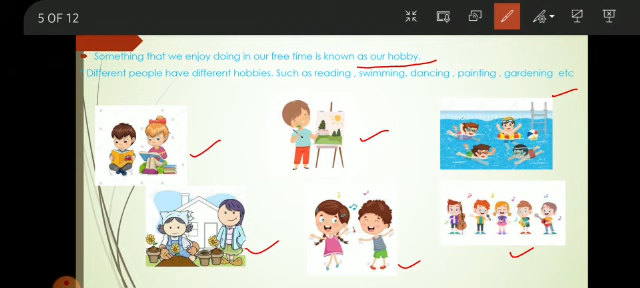 5 OF 12
Something that we enjoy doing in our free time is known as our hobby.
Different people have different hobbies. Such as reading , swimming, dancing , painting , gardening etc